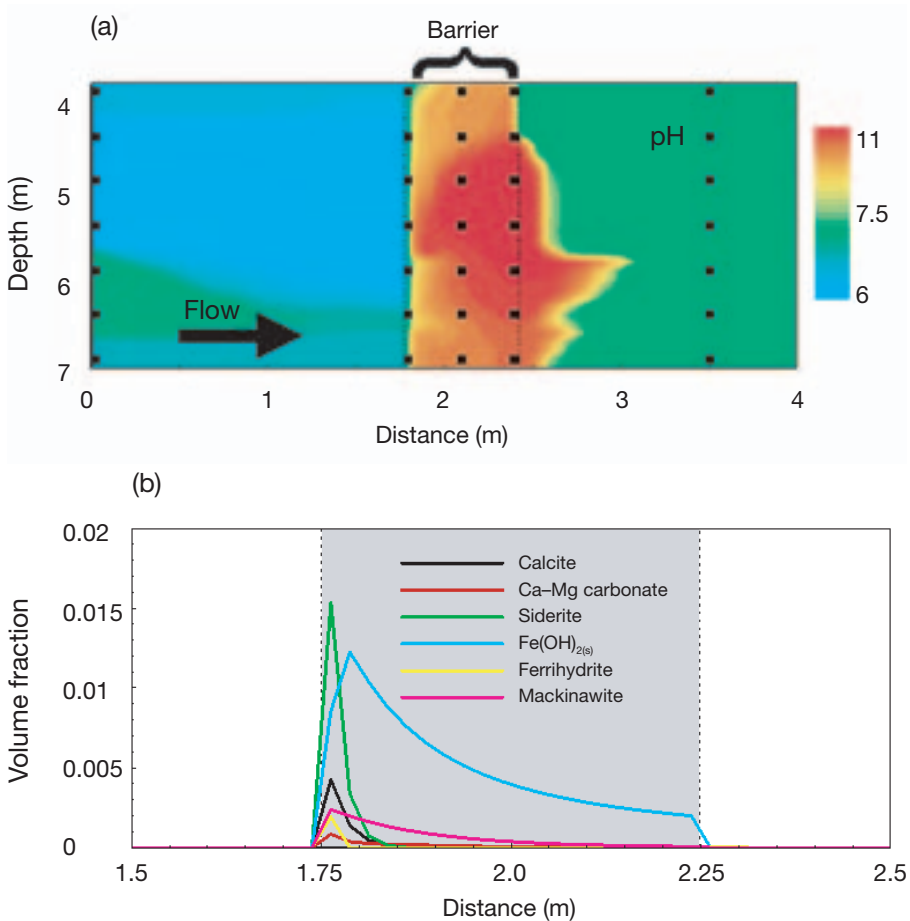 (a)
Barrier
4
5
6
7
Depth (m)
pH
Flow
11
7.5
6
0 1 2 3 4
Distance (m)
(b)
0.02
0.015
0.01
0.005
0
Volume fraction
Calcite
Ca–Mg carbonate
Siderite
Fe(OH)2(s)
Ferrihydrite
Mackinawite
1.5 1.75 2.0 2.25 2.5
Distance (m)